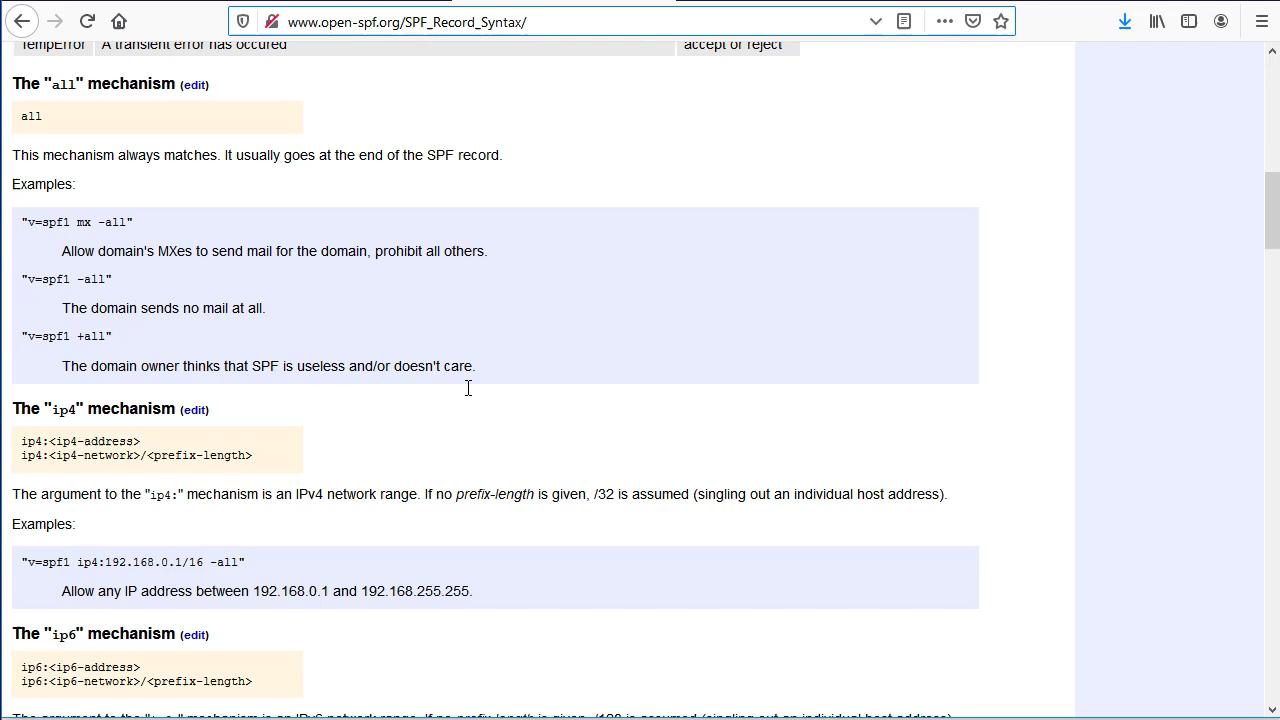 www.open-spf.org/SPF_Record_Syntax/
TempError A transient error has occured accept or reject
The "all" mechanism (edit)
all
This mechanism always matches. It usually goes at the end of the SPF record.
Examples:
"v=spf1 mx -all"
Allow domain's MXes to send mail for the domain, prohibit all others.
"v=spf1 -all"
The domain sends no mail at all.
"v=spf1 +all"
The domain owner thinks that SPF is useless and/or doesn't care.
The "ip4" mechanism (edit)
ip4:<ip4-address>
ip4:<ip4-network>/<prefix-length>
The argument to the "ip4:" mechanism is an IPv4 network range. If no prefix-length is given, /32 is assumed (singling out an individual host address).
Examples:
"v=spf1 ip4:192.168.0.1/16 -all"
Allow any IP address between 192.168.0.1 and 192.168.255.255.
The "ip6" mechanism (edit)
ip6:<ip6-address>
ip6:<ip6-network>/<prefix-length>